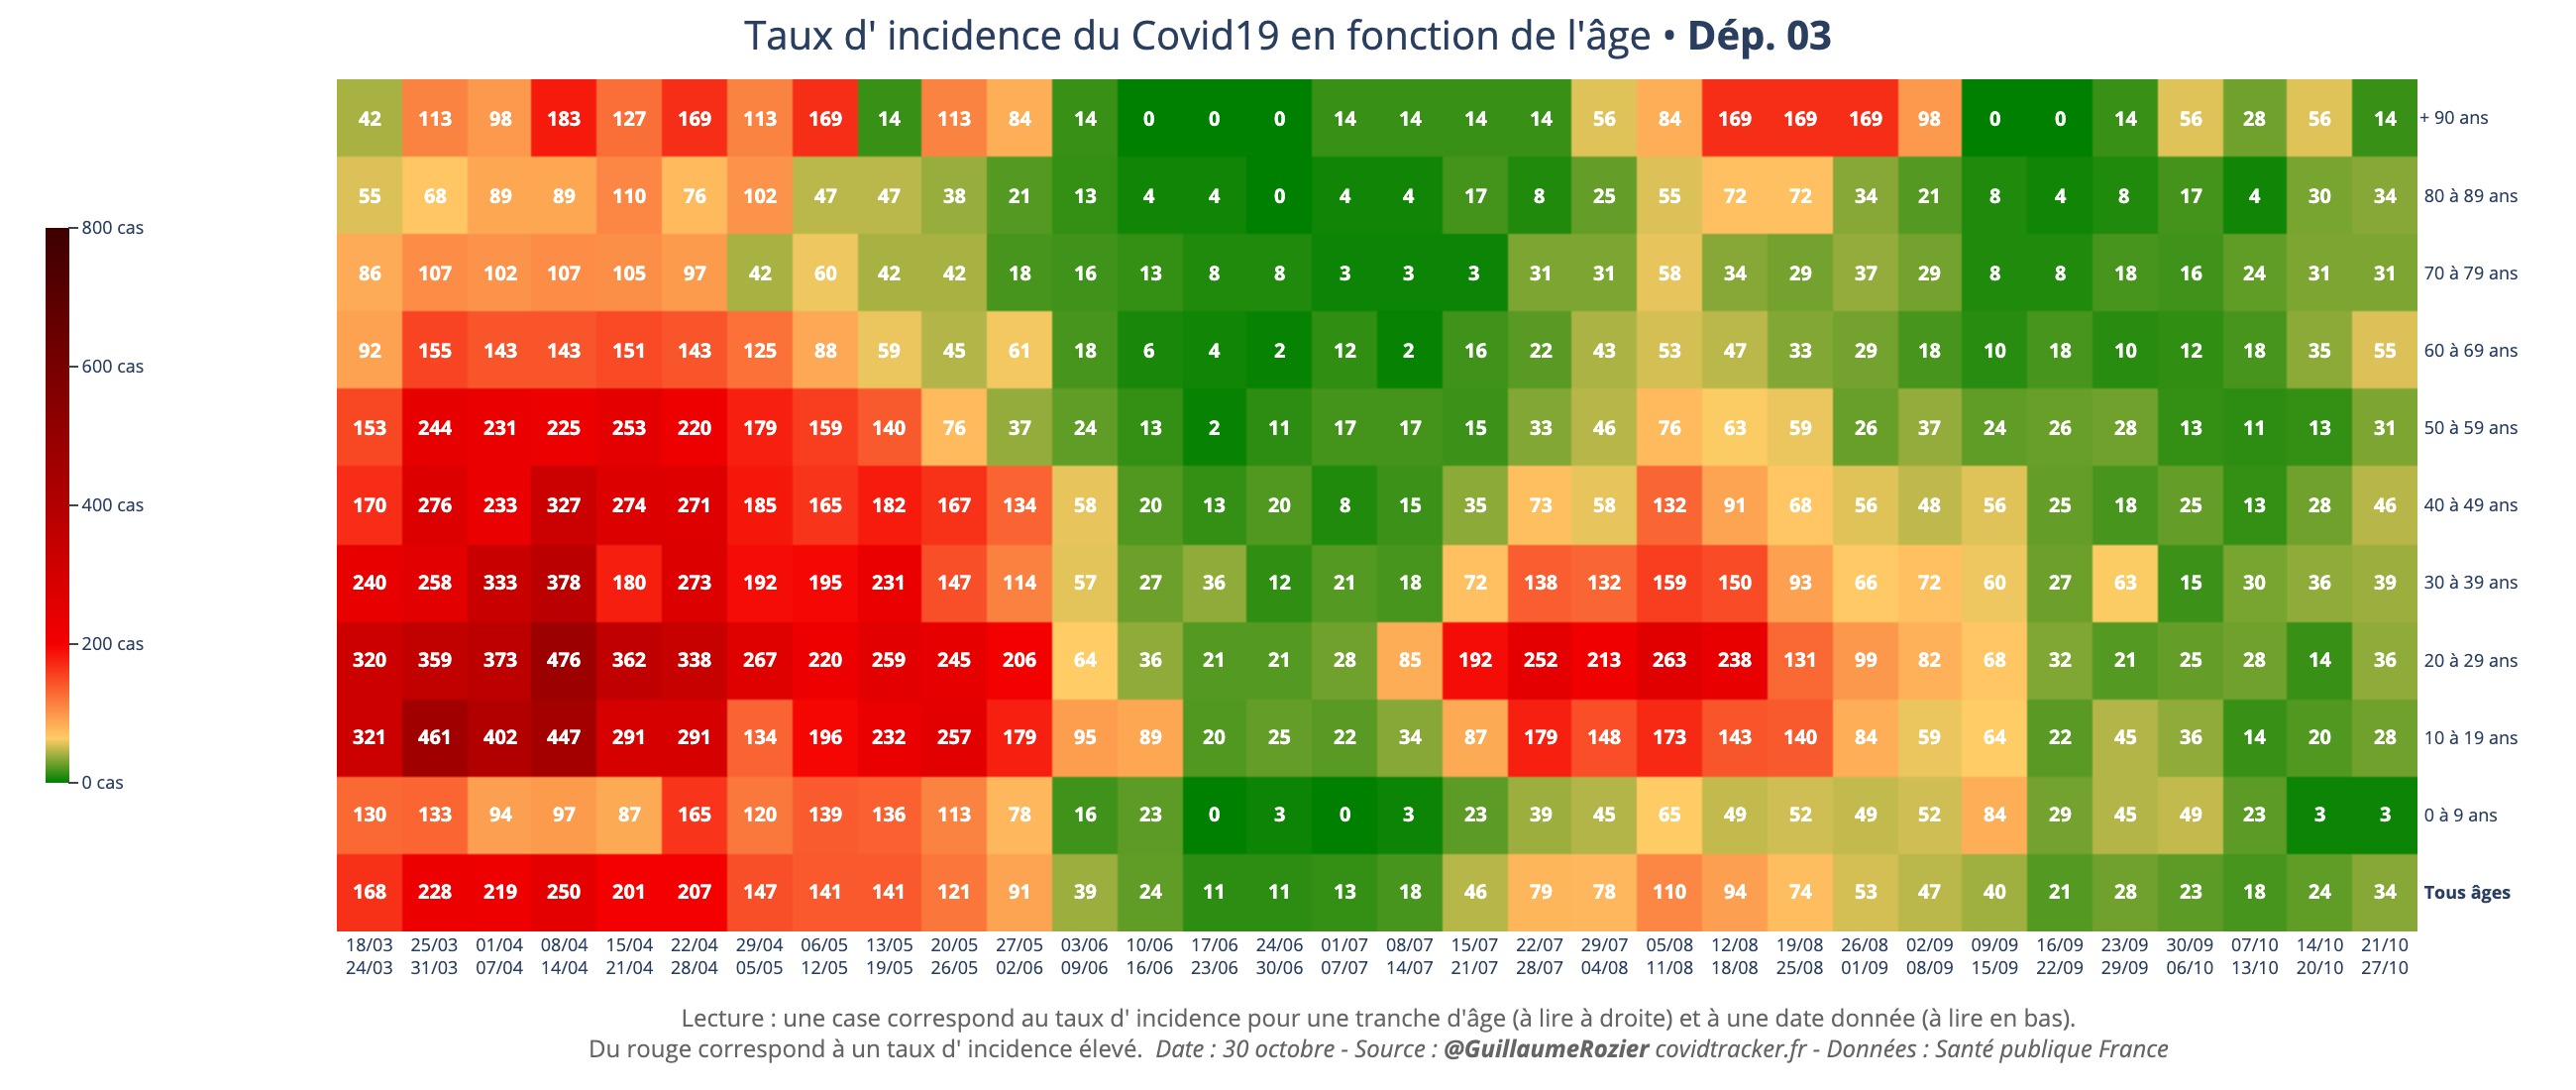 Taux d' incidence du Covid19 en fonction de l'âge • Dép. 03
42 113 98 183 127 169 113 169 14 113 84 14 0 0 0 14 14 14 14 56 84 169 169 169 98 0 0 14 56 28 56 14 + 90 ans
55 68 89 89 110 76 102 47 47 38 21 13 4 4 0 4 4 17 8 25 55 72 72 34 21 8 4 8 17 4 30 34 80 à 89 ans
86 107 102 107 105 97 42 60 42 42 18 16 13 8 8 3 3 3 31 31 58 34 29 37 29 8 8 18 16 24 31 31 70 à 79 ans
92 155 143 143 151 143 125 88 59 45 61 18 6 4 2 12 2 16 22 43 53 47 33 29 18 10 18 10 12 18 35 55 60 à 69 ans
153 244 231 225 253 220 179 159 140 76 37 24 13 2 11 17 17 15 33 46 76 63 59 26 37 24 26 28 13 11 13 31 50 à 59 ans
170 276 233 327 274 271 185 165 182 167 134 58 20 13 20 8 15 35 73 58 132 91 68 56 48 56 25 18 25 13 28 46 40 à 49 ans
240 258 333 378 180 273 192 195 231 147 114 57 27 36 12 21 18 72 138 132 159 150 93 66 72 60 27 63 15 30 36 39 30 à 39 ans
320 359 373 476 362 338 267 220 259 245 206 64 36 21 21 28 85 192 252 213 263 238 131 99 82 68 32 21 25 28 14 36 20 à 29 ans
321 461 402 447 291 291 134 196 232 257 179 95 89 20 25 22 34 87 179 148 173 143 140 84 59 64 22 45 36 14 20 28 10 à 19 ans
130 133 94 97 87 165 120 139 136 113 78 16 23 0 3 0 3 23 39 45 65 49 52 49 52 84 29 45 49 23 3 3 0 à 9 ans
168 228 219 250 201 207 147 141 141 121 91 39 24 11 11 13 18 46 79 78 110 94 74 53 47 40 21 28 23 18 24 34 Tous âges
18/03 25/03 01/04 08/04 15/04 22/04 29/04 06/05 13/05 20/05 27/05 03/06 10/06 17/06 24/06 01/07 08/07 15/07 22/07 29/07 05/08 12/08 19/08 26/08 02/09 09/09 16/09 23/09 30/09 07/10 14/10 21/10
24/03 31/03 07/04 14/04 21/04 28/04 05/05 12/05 19/05 26/05 02/06 09/06 16/06 23/06 30/06 07/07 14/07 21/07 28/07 04/08 11/08 18/08 25/08 01/09 08/09 15/09 22/09 29/09 06/10 13/10 20/10 27/10
800 cas
600 cas
400 cas
200 cas
0 cas
Lecture : une case correspond au taux d' incidence pour une tranche d'âge (à lire à droite) et à une date donnée (à lire en bas).
Du rouge correspond à un taux d' incidence élevé. Date : 30 octobre - Source : @GuillaumeRozier covidtracker.fr - Données : Santé publique France